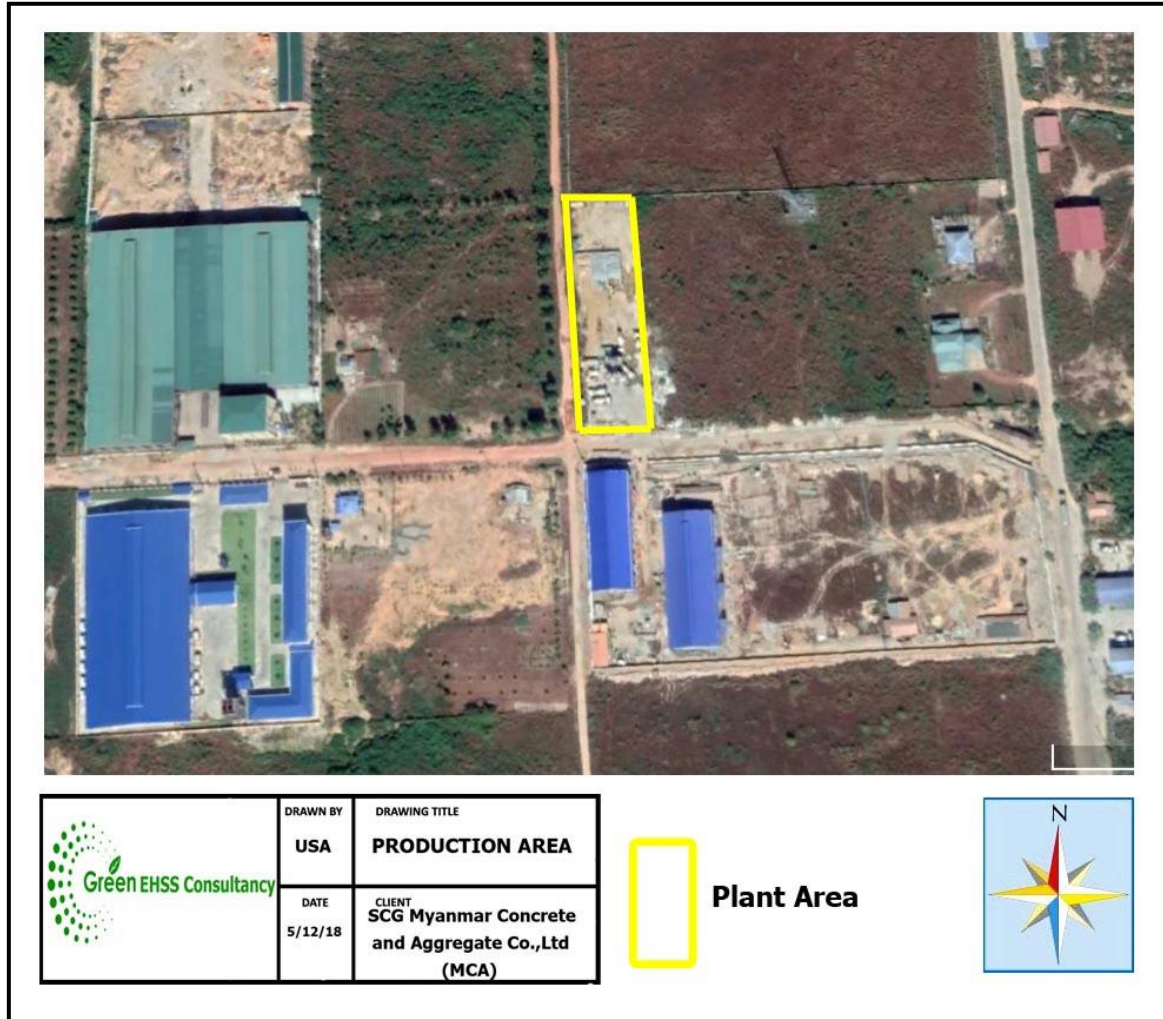 Green EHSS Consultancy
DRAWN BY
USA
DRAWING TITLE
PRODUCTION AREA
DATE
5/12/18
CLIENT
SCG Myanmar Concrete
and Aggregate Co.,Ltd
(MCA)
Plant Area
N